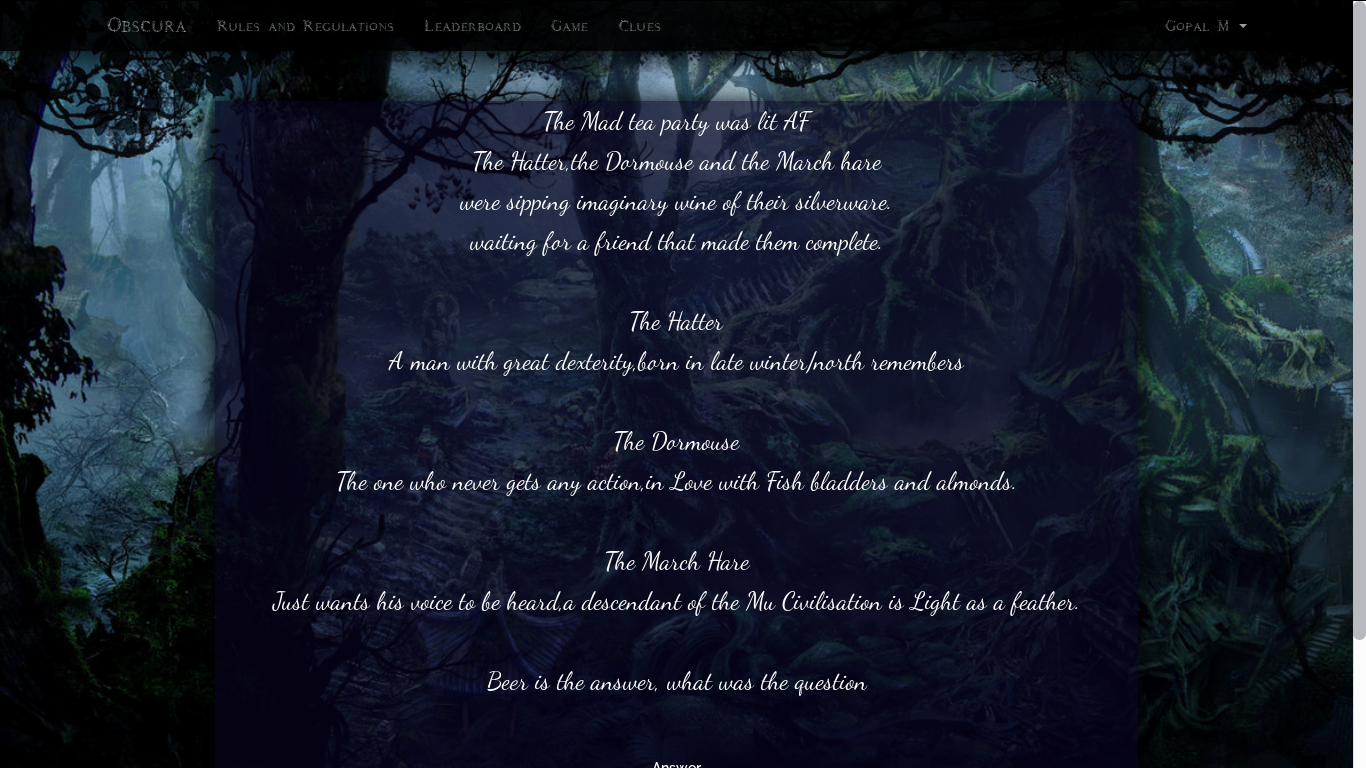 Obscura Rules and Regulations Leaderboard Game Clues Gopal M
The Mad tea party was lit AF
The Hatter,the Dormouse and the March hare
were sipping imaginary wine of their silverware.
waiting for a friend that made them complete.
The Hatter
A man with great dexterity,born in late winter/north remembers
The Dormouse
The one who never gets any action,in Love with Fish bladders and almonds.
The March Hare
Just wants his voice to be heard,a descendant of the Mu Civilisation is Light as a feather.
Beer is the answer, what was the question
Answer